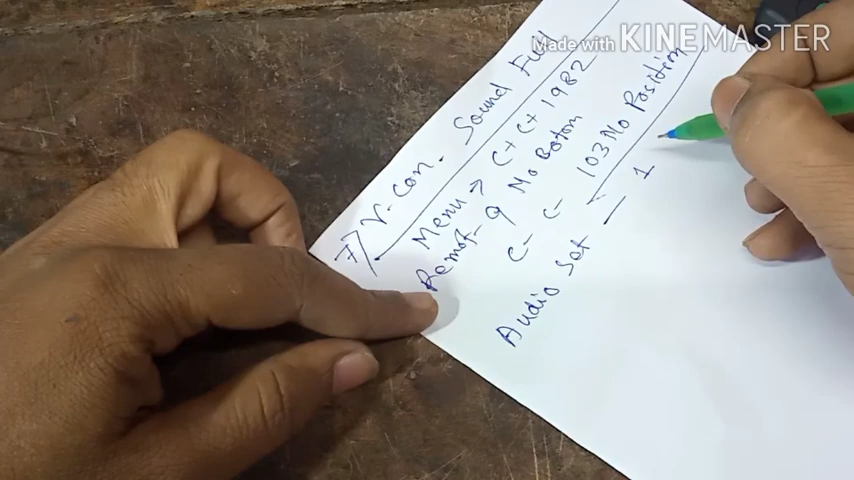 Made with KINEMASTER
7) V-con. Sound Full
Menu > C+ C+ 1982
Remot- 9 No Botom
C- C- 103 No Position
Audio Set — 1